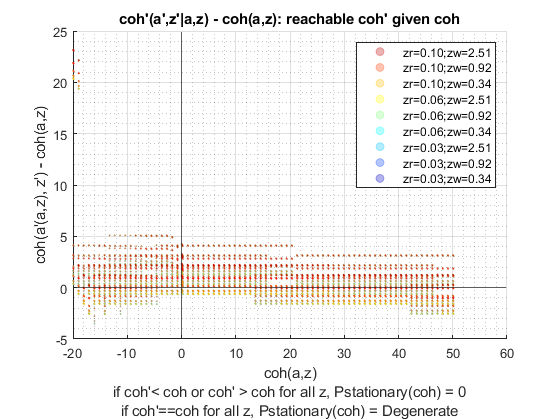 coh'(a',z'|a,z) - coh(a,z): reachable coh' given coh
25
20
15
10
5
0
-5
coh(a'(a,z), z') - coh(a,z)
zr=0.10;zw=2.51
zr=0.10;zw=0.92
zr=0.10;zw=0.34
zr=0.06;zw=2.51
zr=0.06;zw=0.92
zr=0.06;zw=0.34
zr=0.03;zw=2.51
zr=0.03;zw=0.92
zr=0.03;zw=0.34
-20 -10 0 10 20 30 40 50 60
coh(a,z)
if coh'< coh or coh' > coh for all z, Pstationary(coh) = 0
if coh'==coh for all z, Pstationary(coh) = Degenerate